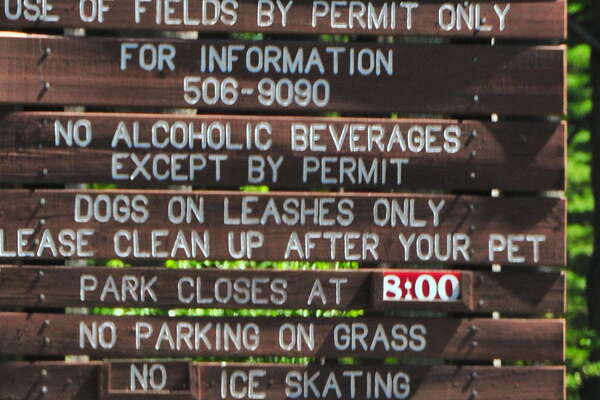 USE OF FIELDS BY PERMIT ONLY
FOR INFORMATION
506-9090
NO ALCOHOLIC BEVERAGES
EXCEPT BY PERMIT
DOGS ON LEASHES ONLY
LEASE CLEAN UP AFTER YOUR PET
PARK CLOSES AT 8:00
NO PARKING ON GRASS
NO ICE SKATING